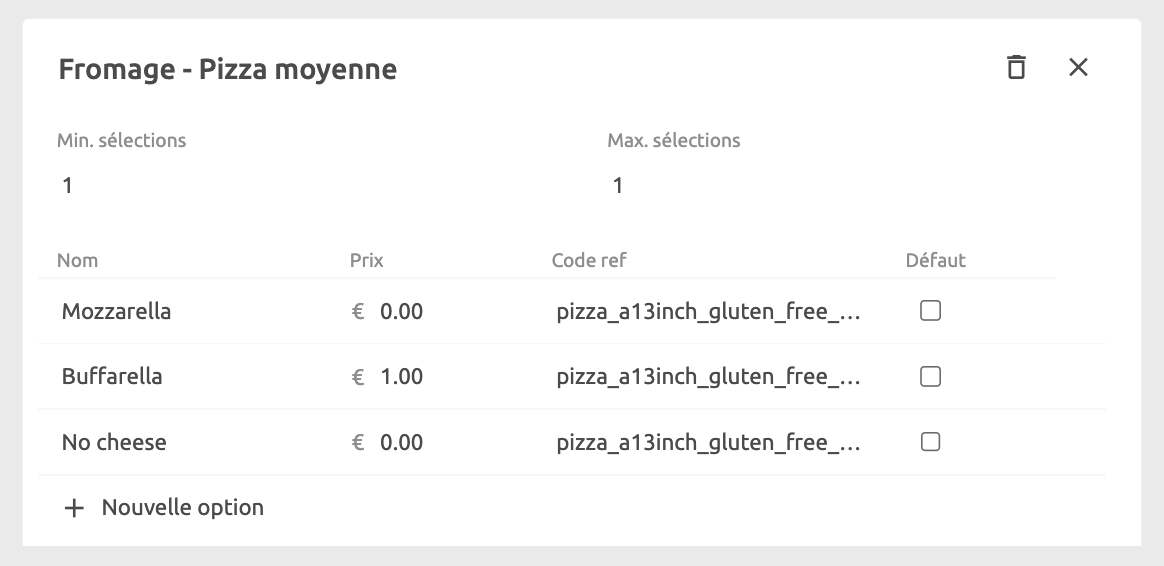 Fromage - Pizza moyenne
Min. sélections Max. sélections
1 1
Nom Prix Code ref Défaut
Mozzarella € 0.00 pizza_a13inch_gluten_free_...
Buffarella € 1.00 pizza_a13inch_gluten_free_...
No cheese € 0.00 pizza_a13inch_gluten_free_...
+ Nouvelle option